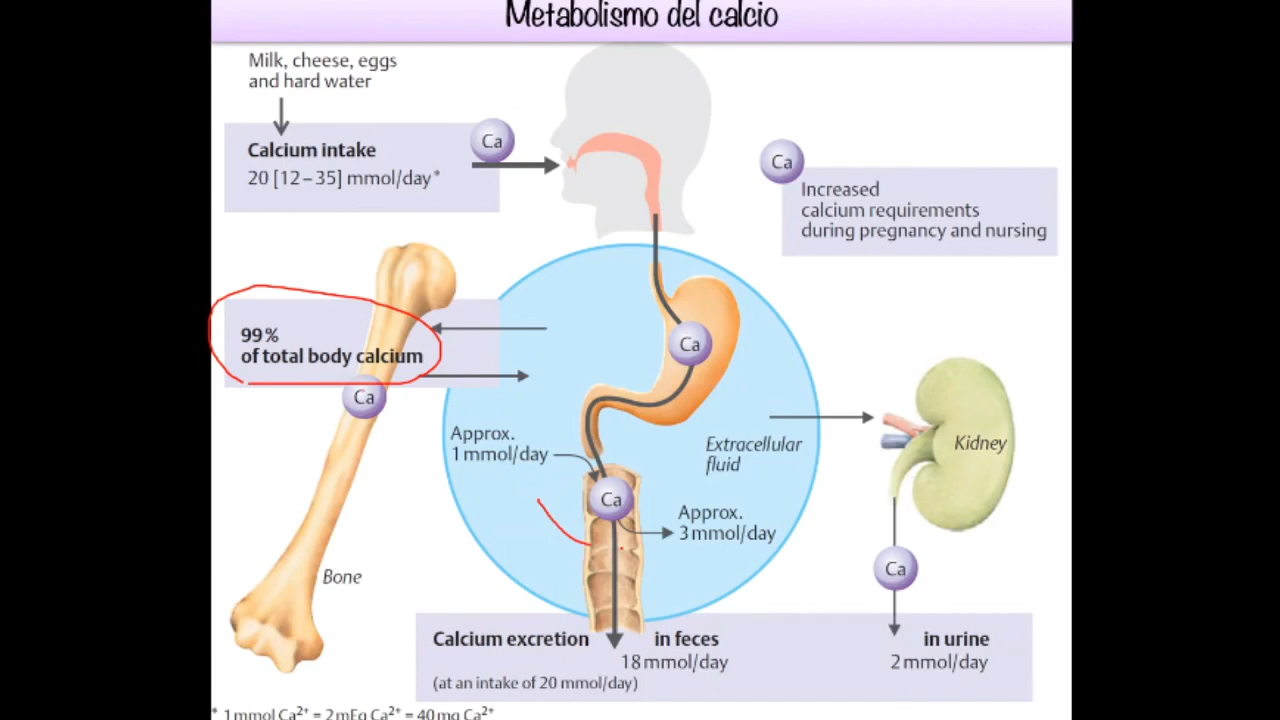 Metabolismo del calcio
Milk, cheese, eggs
and hard water
Calcium intake
20 [12–35] mmol/day*
Ca
Ca
Increased
calcium requirements
during pregnancy and nursing
99%
of total body calcium
Ca
Ca
Approx.
1 mmol/day
Extracellular
fluid
Kidney
Ca
Approx.
3 mmol/day
Bone
Ca
Calcium excretion in feces
18 mmol/day
(at an intake of 20 mmol/day)
in urine
2 mmol/day
* 1 mmol Ca²⁺ = 2 mEq Ca²⁺ = 40 mg Ca²⁺